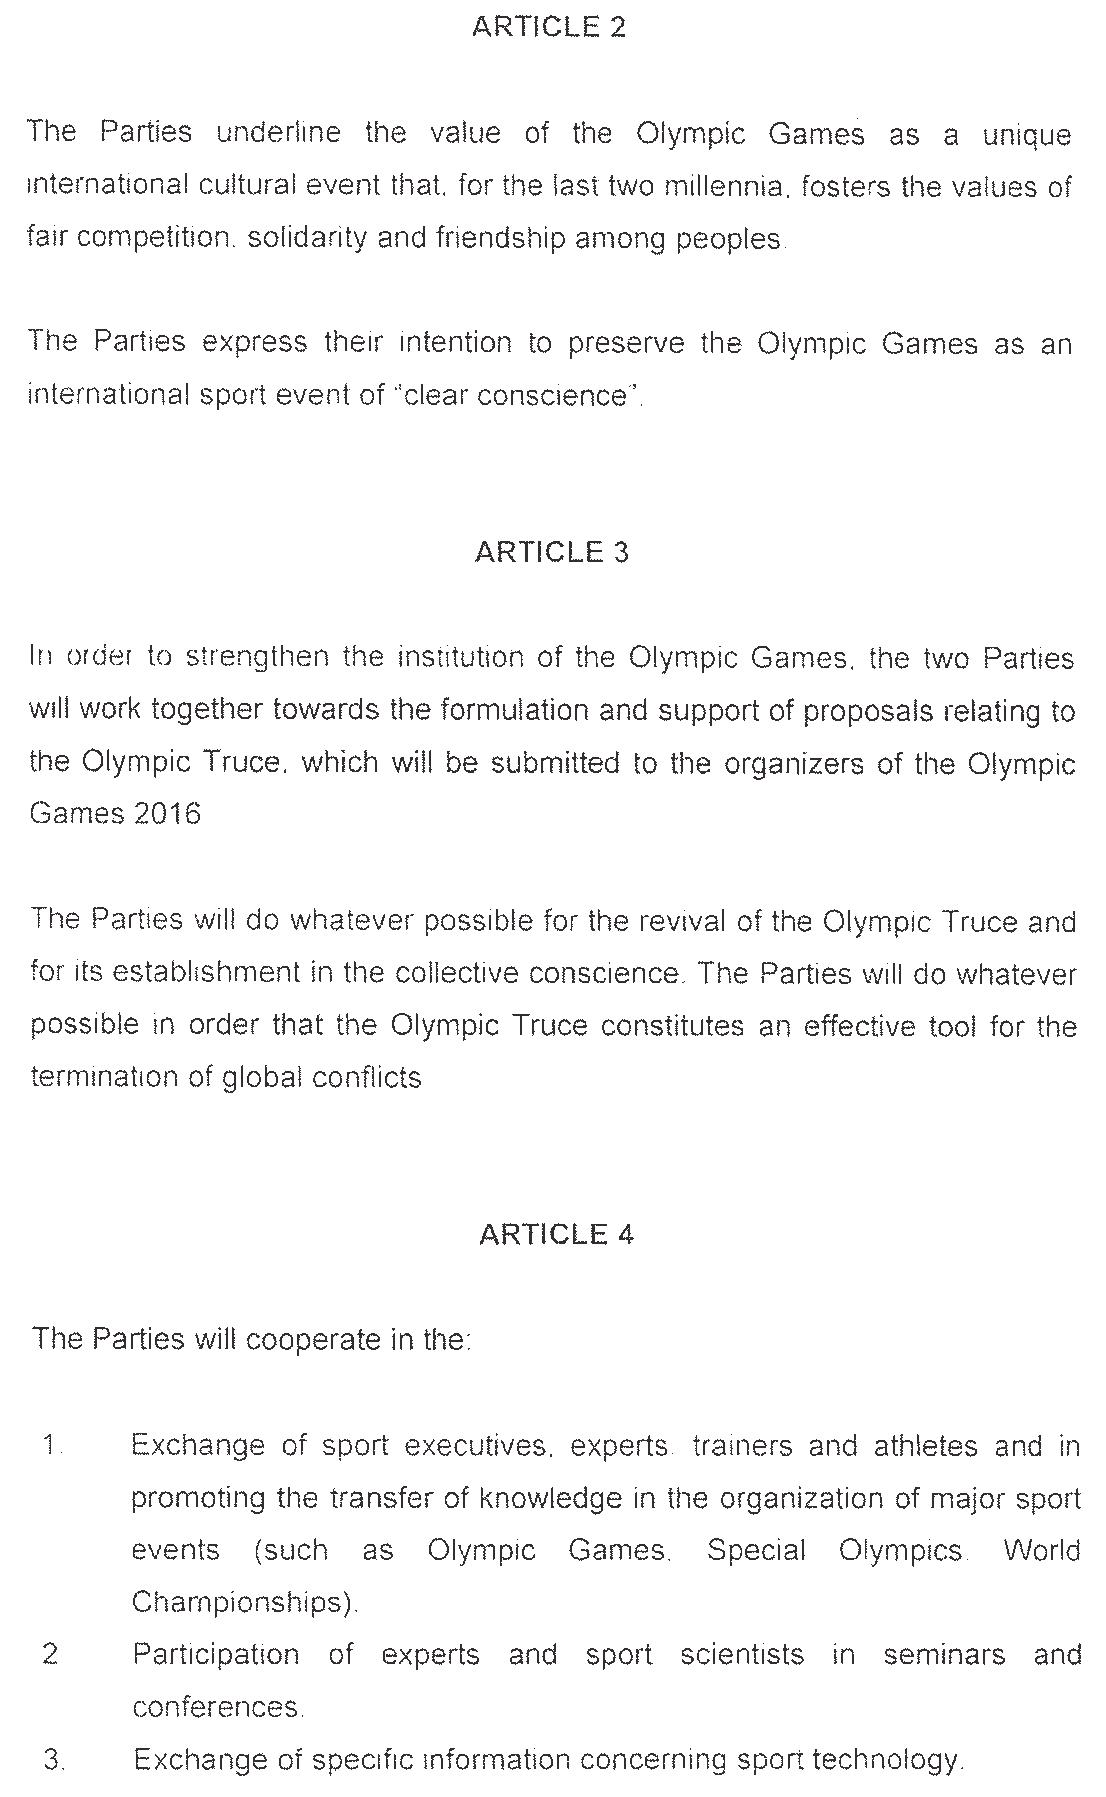 ARTICLE 2
The Parties underline the value of the Olympic Games as a unique
international cultural event that, for the last two millennia, fosters the values of
fair competition, solidarity and friendship among peoples.
The Parties express their intention to preserve the Olympic Games as an
international sport event of "clear conscience".
ARTICLE 3
In order to strengthen the institution of the Olympic Games, the two Parties
will work together towards the formulation and support of proposals relating to
the Olympic Truce, which will be submitted to the organizers of the Olympic
Games 2016
The Parties will do whatever possible for the revival of the Olympic Truce and
for its establishment in the collective conscience. The Parties will do whatever
possible in order that the Olympic Truce constitutes an effective tool for the
termination of global conflicts
ARTICLE 4
The Parties will cooperate in the:
1. Exchange of sport executives, experts, trainers and athletes and in
promoting the transfer of knowledge in the organization of major sport
events (such as Olympic Games, Special Olympics, World
Championships).
2 Participation of experts and sport scientists in seminars and
conferences.
3. Exchange of specific information concerning sport technology.